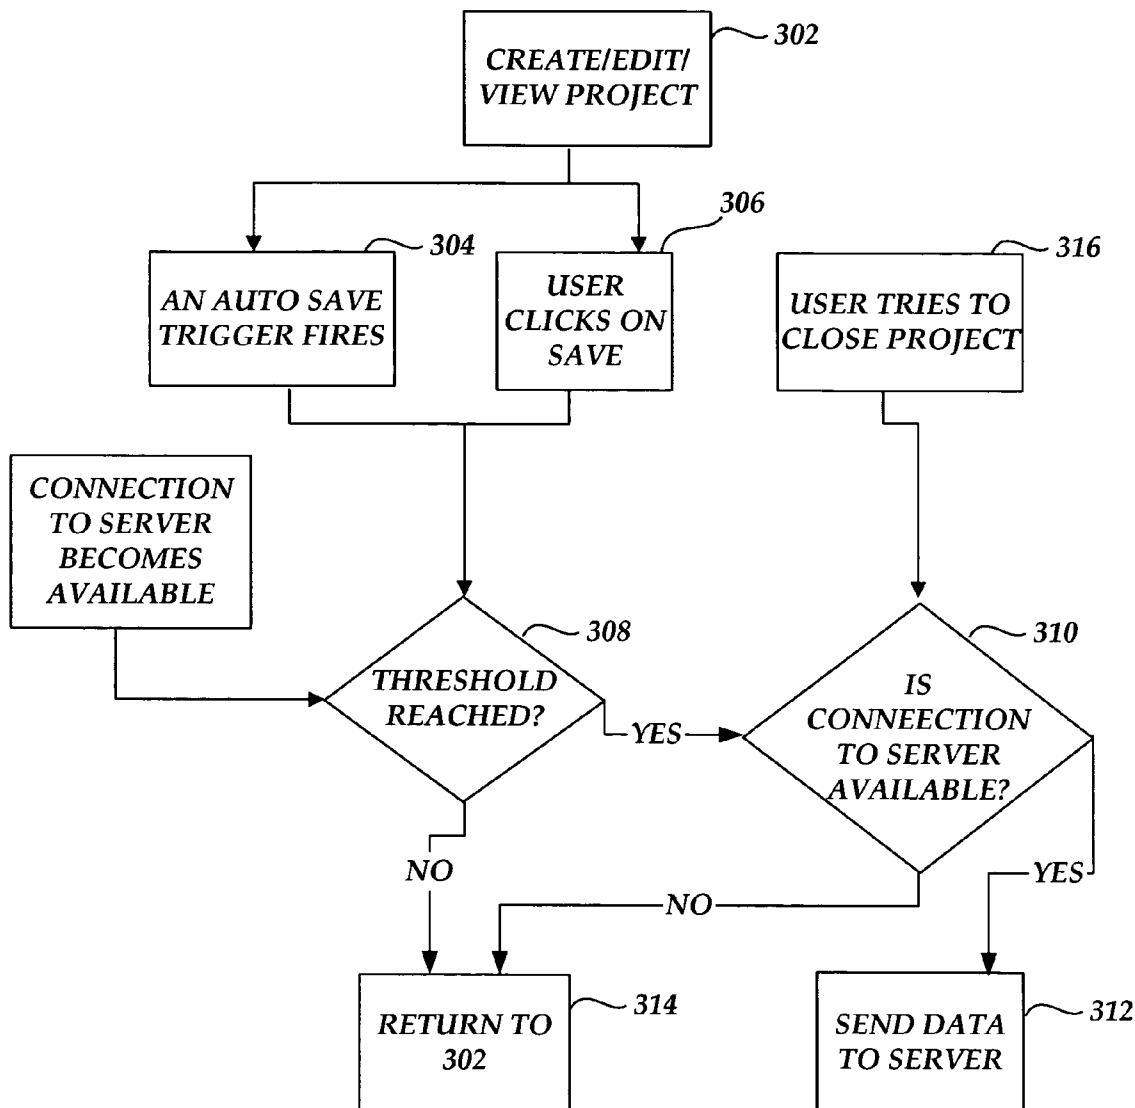 302
CREATE/EDIT/
VIEW PROJECT
304
AN AUTO SAVE
TRIGGER FIRES
306
USER
CLICKS ON
SAVE
316
USER TRIES TO
CLOSE PROJECT
CONNECTION
TO SERVER
BECOMES
AVAILABLE
308
THRESHOLD
REACHED?
YES
310
IS
CONNEECTION
TO SERVER
AVAILABLE?
NO
NO
YES
314
RETURN TO
302
312
SEND DATA
TO SERVER